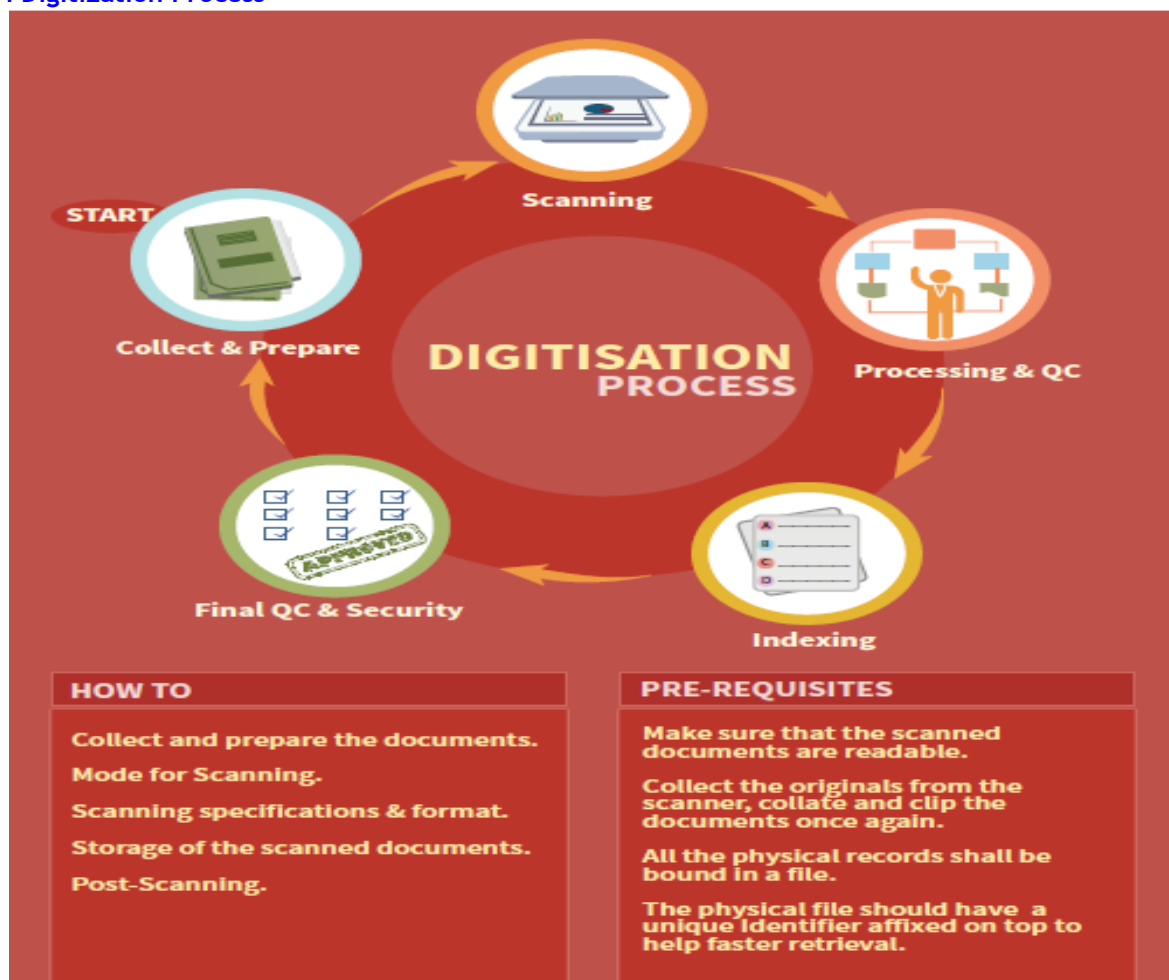 Digitization Process
START
Scanning
Collect & Prepare
DIGITISATION
PROCESS
Processing & QC
APPROVED
A
B
C
D
Final QC & Security
Indexing
HOW TO
Collect and prepare the documents.
Mode for Scanning.
Scanning specifications & format.
Storage of the scanned documents.
Post-Scanning.
PRE-REQUISITES
Make sure that the scanned
documents are readable.
Collect the originals from the
scanner, collate and clip the
documents once again.
All the physical records shall be
bound in a file.
The physical file should have a
unique Identifier affixed on top to
help faster retrieval.